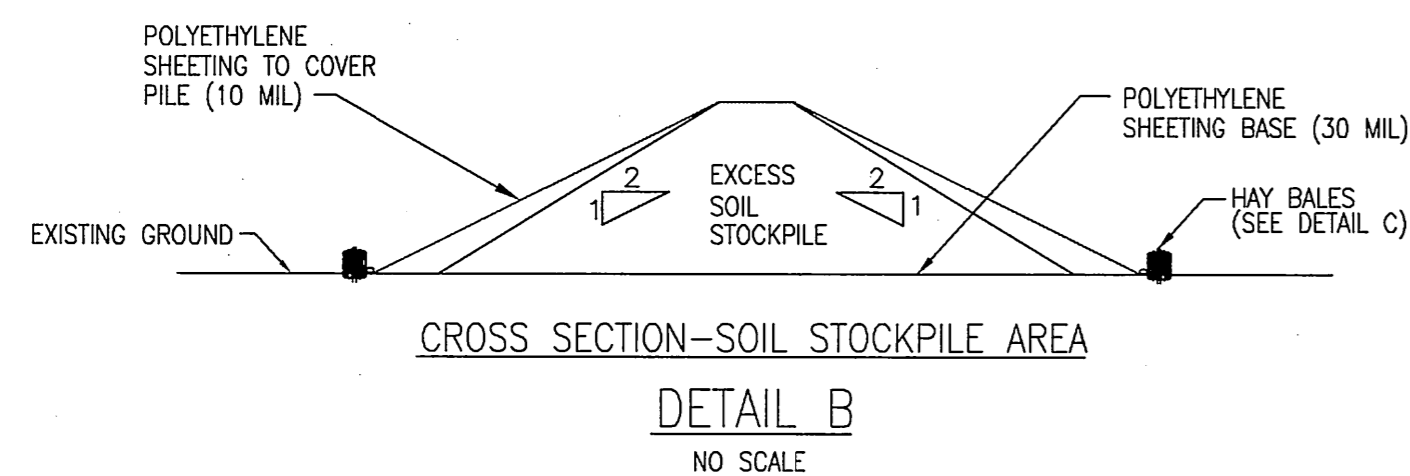 POLYETHYLENE
SHEETING TO COVER
PILE (10 MIL)
POLYETHYLENE
SHEETING BASE (30 MIL)
2
1
EXCESS
SOIL
STOCKPILE
2
1
HAY BALES
(SEE DETAIL C)
EXISTING GROUND
CROSS SECTION-SOIL STOCKPILE AREA
DETAIL B
NO SCALE